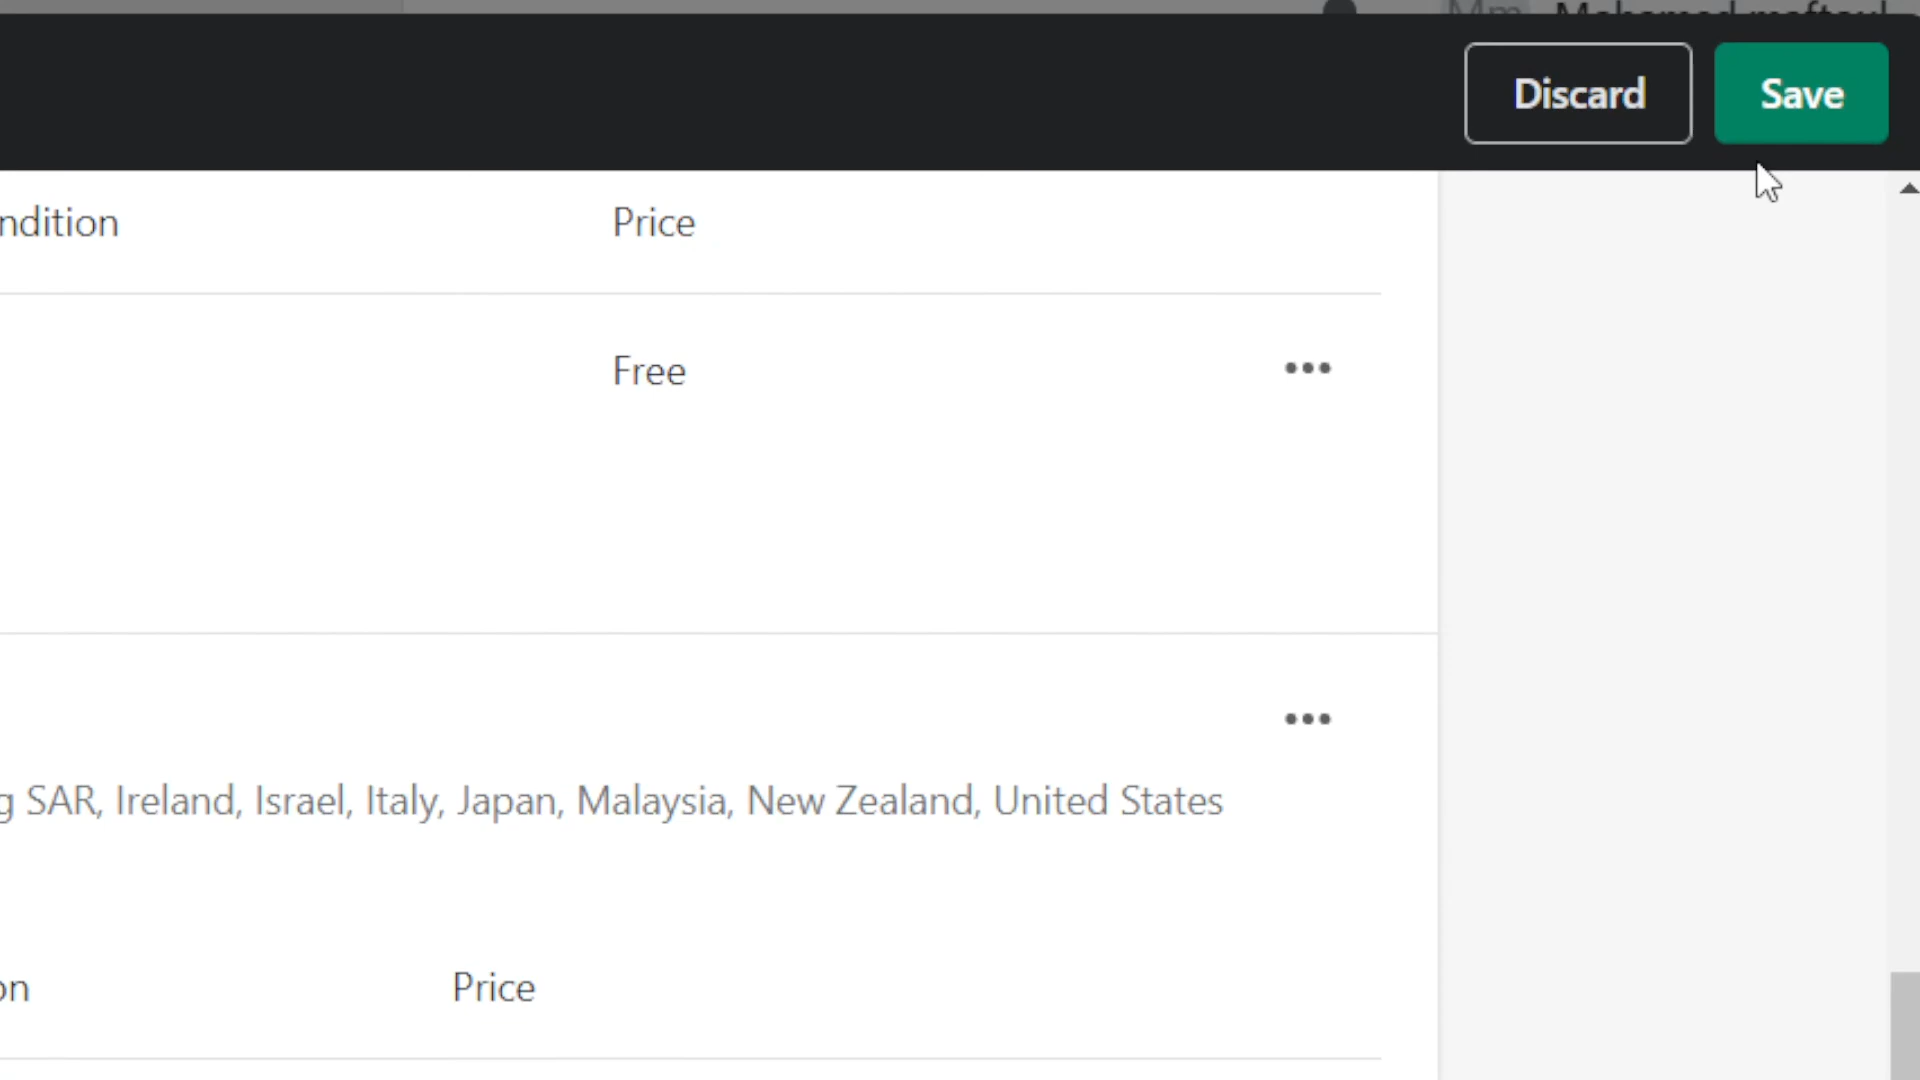 Discard Save
ndition Price
Free
g SAR, Ireland, Israel, Italy, Japan, Malaysia, New Zealand, United States
on Price